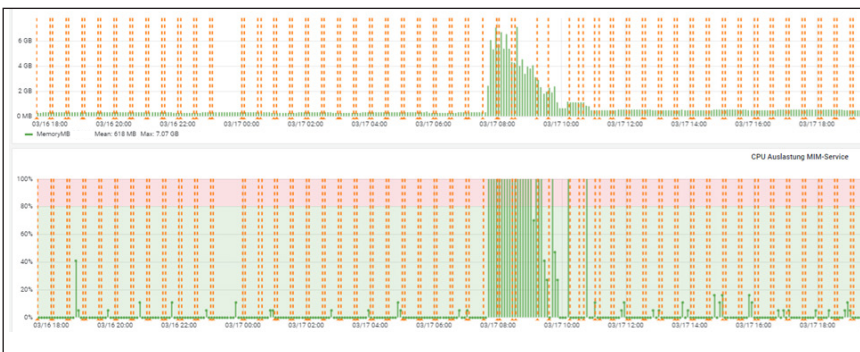 6 GB
4 GB
2 GB
0 MB
03/16 18:00 03/16 20:00 03/16 22:00 03/17 00:00 03/17 02:00 03/17 04:00 03/17 06:00 03/17 08:00 03/17 10:00 03/17 12:00 03/17 14:00 03/17 16:00 03/17 18:00
MemoryMB Mean: 618 MB Max: 7.07 GB
CPU Auslastung MIM-Service
100%
80%
60%
40%
20%
0%
03/16 18:00 03/16 20:00 03/16 22:00 03/17 00:00 03/17 02:00 03/17 04:00 03/17 06:00 03/17 08:00 03/17 10:00 03/17 12:00 03/17 14:00 03/17 16:00 03/17 18:00